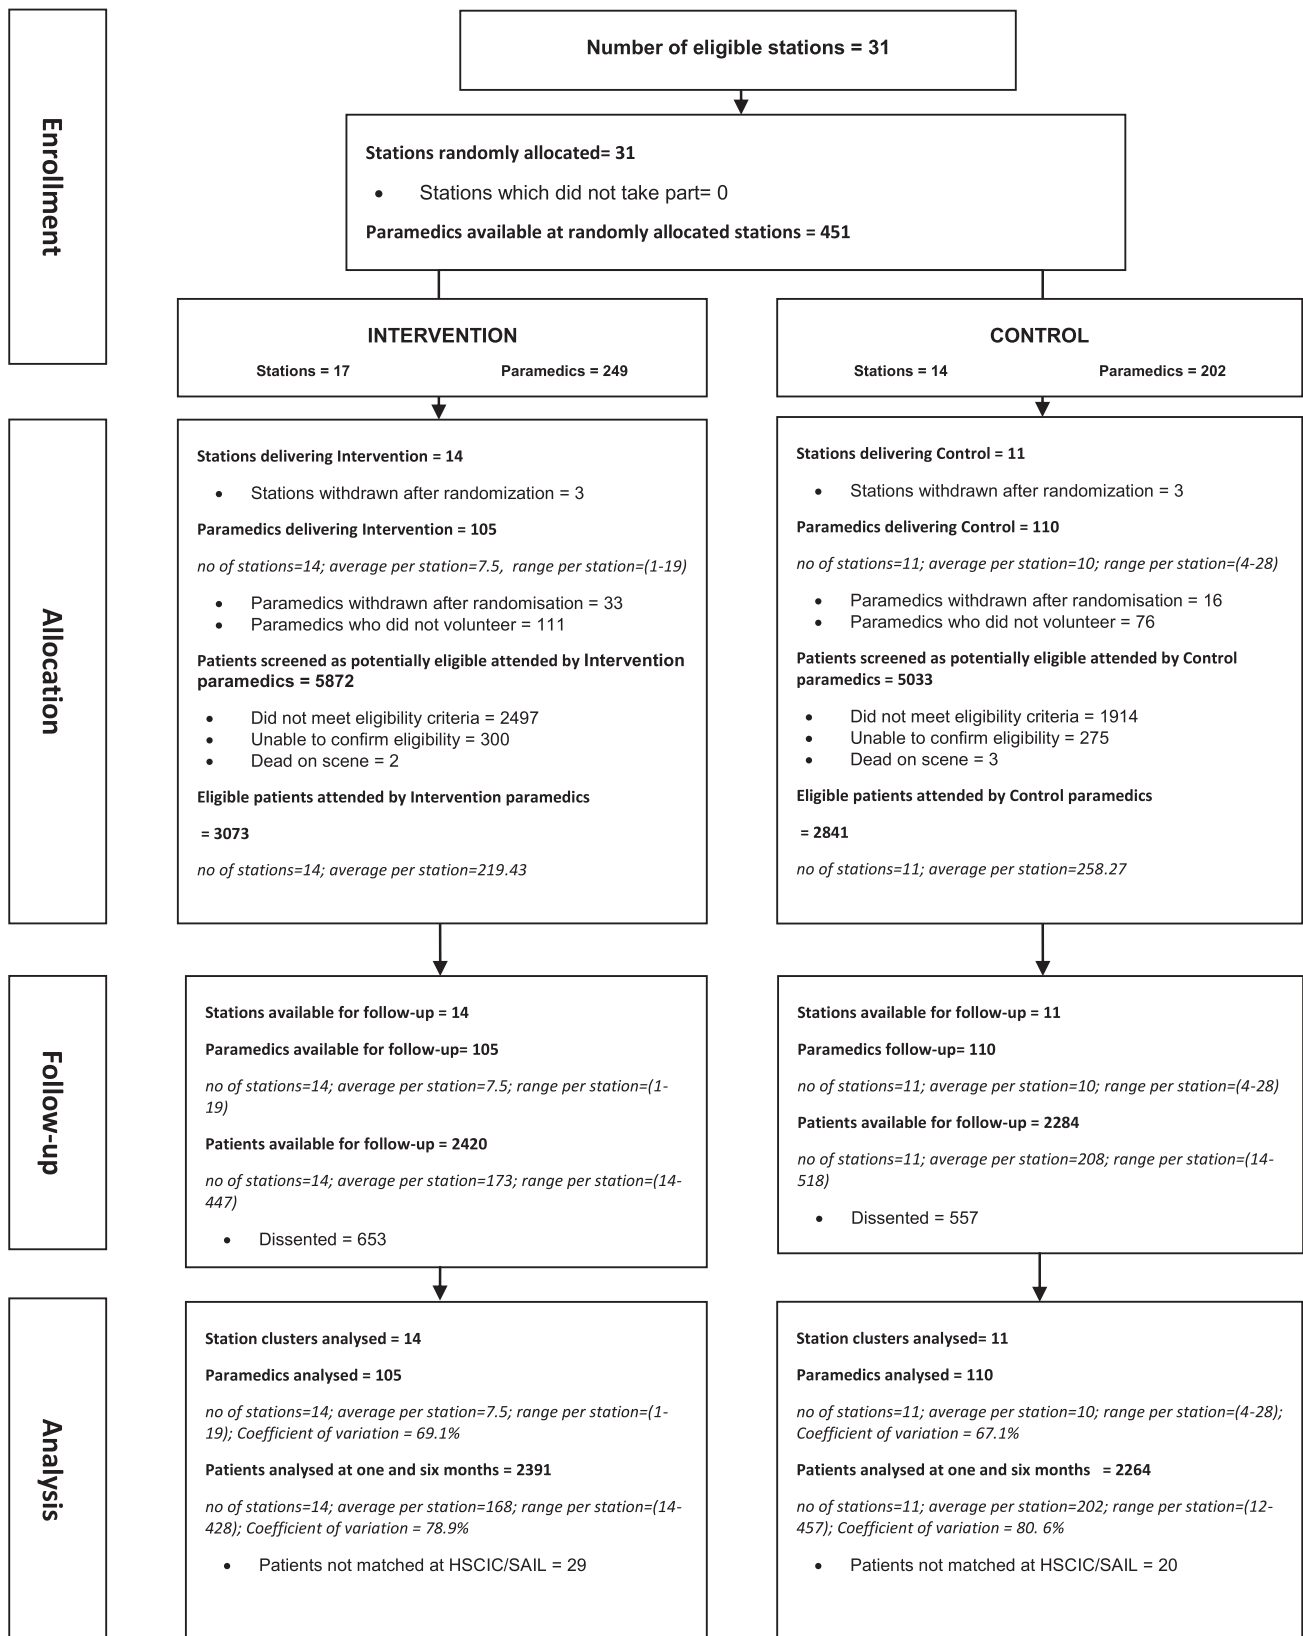 Enrollment
Number of eligible stations = 31
Stations randomly allocated= 31
• Stations which did not take part= 0
Paramedics available at randomly allocated stations = 451
INTERVENTION
Stations = 17 Paramedics = 249
CONTROL
Stations = 14 Paramedics = 202
Allocation
Stations delivering Intervention = 14
• Stations withdrawn after randomization = 3
Paramedics delivering Intervention = 105
no of stations=14; average per station=7.5, range per station=(1-19)
• Paramedics withdrawn after randomisation = 33
• Paramedics who did not volunteer = 111
Patients screened as potentially eligible attended by Intervention
paramedics = 5872
• Did not meet eligibility criteria = 2497
• Unable to confirm eligibility = 300
• Dead on scene = 2
Eligible patients attended by Intervention paramedics
= 3073
no of stations=14; average per station=219.43
Stations delivering Control = 11
• Stations withdrawn after randomization = 3
Paramedics delivering Control = 110
no of stations=11; average per station=10; range per station=(4-28)
• Paramedics withdrawn after randomisation = 16
• Paramedics who did not volunteer = 76
Patients screened as potentially eligible attended by Control
paramedics = 5033
• Did not meet eligibility criteria = 1914
• Unable to confirm eligibility = 275
• Dead on scene = 3
Eligible patients attended by Control paramedics
= 2841
no of stations=11; average per station=258.27
Follow-up
Stations available for follow-up = 14
Paramedics available for follow-up= 105
no of stations=14; average per station=7.5; range per station=(1-
19)
Patients available for follow-up = 2420
no of stations=14; average per station=173; range per station=(14-
447)
• Dissented = 653
Stations available for follow-up = 11
Paramedics follow-up= 110
no of stations=11; average per station=10; range per station=(4-28)
Patients available for follow-up = 2284
no of stations=11; average per station=208; range per station=(14-
518)
• Dissented = 557
Analysis
Station clusters analysed = 14
Paramedics analysed = 105
no of stations=14; average per station=7.5; range per station=(1-
19); Coefficient of variation = 69.1%
Patients analysed at one and six months = 2391
no of stations=14; average per station=168; range per station=(14-
428); Coefficient of variation = 78.9%
• Patients not matched at HSCIC/SAIL = 29
Station clusters analysed= 11
Paramedics analysed = 110
no of stations=11; average per station=10; range per station=(4-28);
Coefficient of variation = 67.1%
Patients analysed at one and six months = 2264
no of stations=11; average per station=202; range per station=(12-
457); Coefficient of variation = 80. 6%
• Patients not matched at HSCIC/SAIL = 20